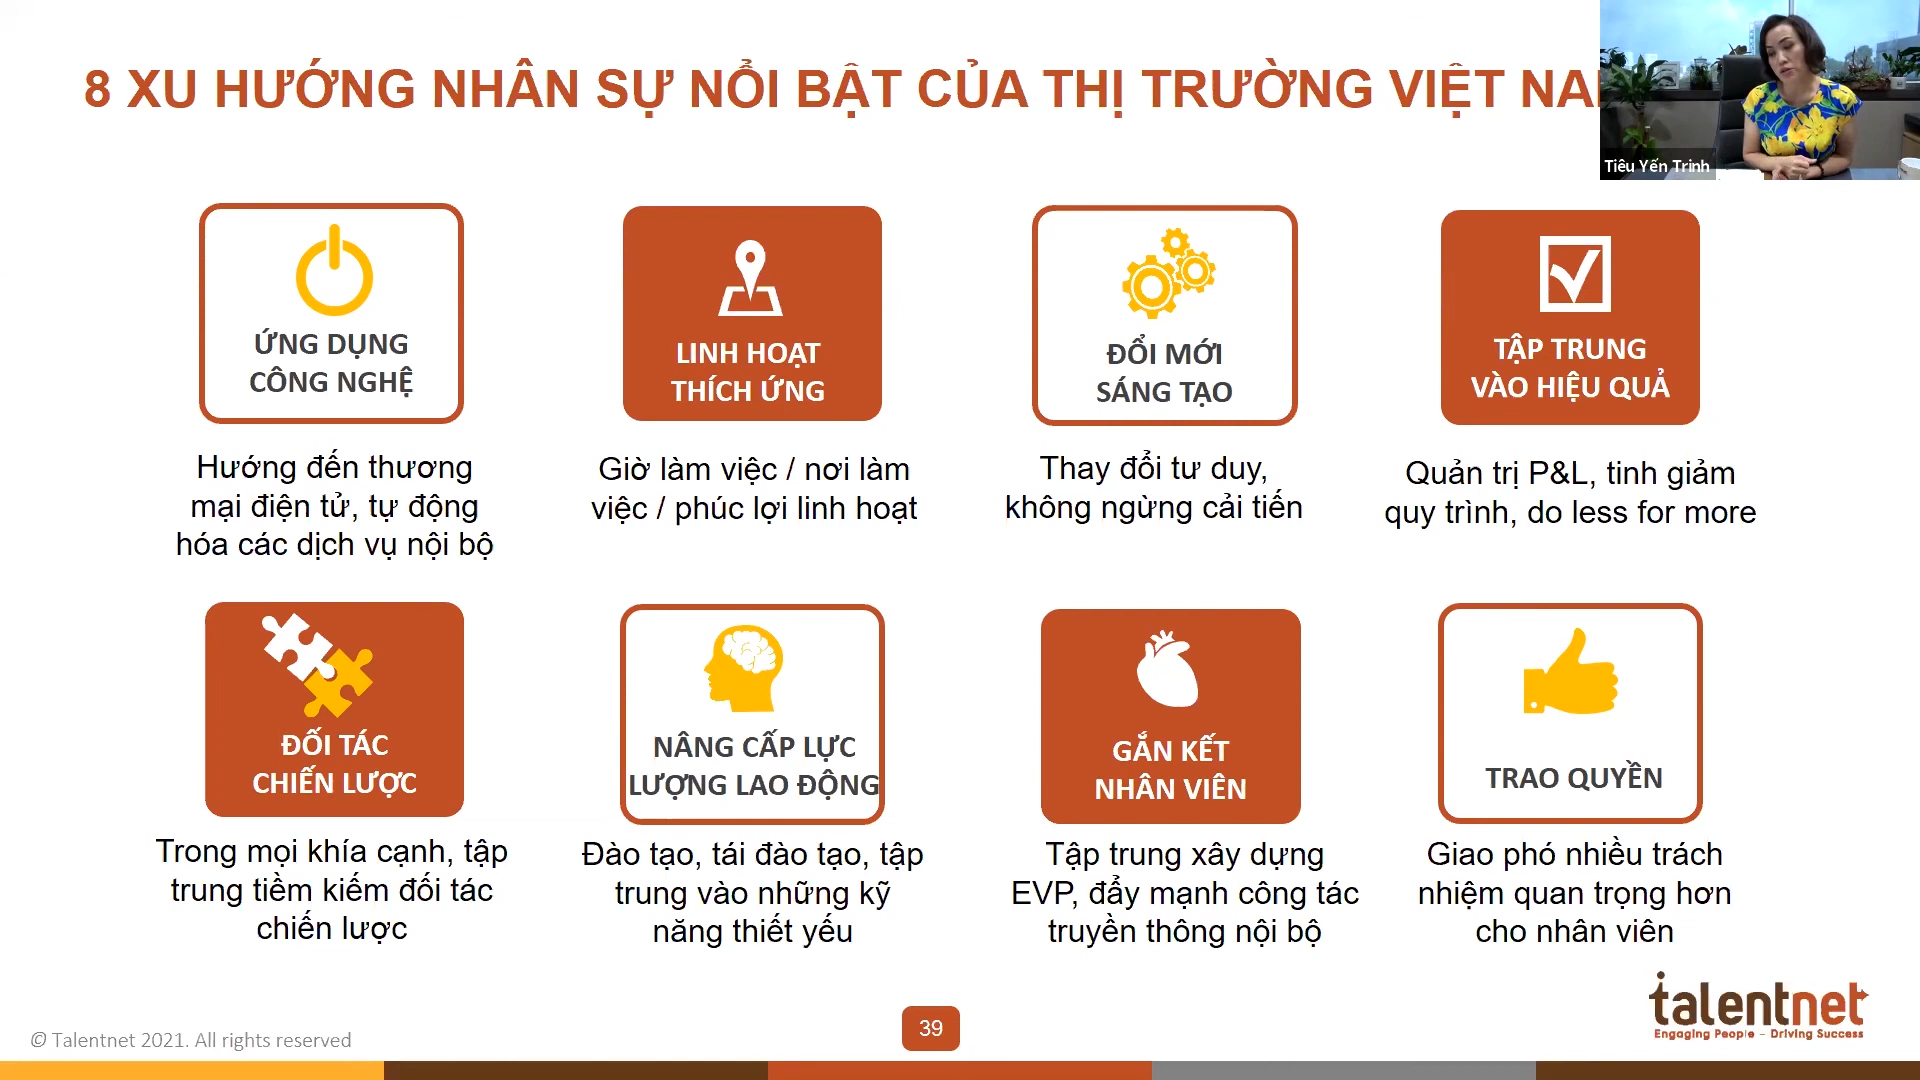 8 XU HƯỚNG NHÂN SỰ NỔI BẬT CỦA THỊ TRƯỜNG VIỆT
Tiêu Yến Trinh
ỨNG DỤNG
CÔNG NGHỆ
Hướng đến thương
mại điện tử, tự động
hóa các dịch vụ nội bộ
LINH HOẠT
THÍCH ỨNG
Giờ làm việc / nơi làm
việc / phúc lợi linh hoạt
ĐỔI MỚI
SÁNG TẠO
Thay đổi tư duy,
không ngừng cải tiến
TẬP TRUNG
VÀO HIỆU QUẢ
Quản trị P&L, tinh giảm
quy trình, do less for more
ĐỐI TÁC
CHIẾN LƯỢC
Trong mọi khía cạnh, tập
trung tiềm kiếm đối tác
chiến lược
NÂNG CẤP LỰC
LƯỢNG LAO ĐỘNG
Đào tạo, tái đào tạo, tập
trung vào những kỹ
năng thiết yếu
GẮN KẾT
NHÂN VIÊN
Tập trung xây dựng
EVP, đẩy mạnh công tác
truyền thông nội bộ
TRAO QUYỀN
Giao phó nhiều trách
nhiệm quan trọng hơn
cho nhân viên
talentnet
Engaging People – Driving Success
© Talentnet 2021. All rights reserved
39